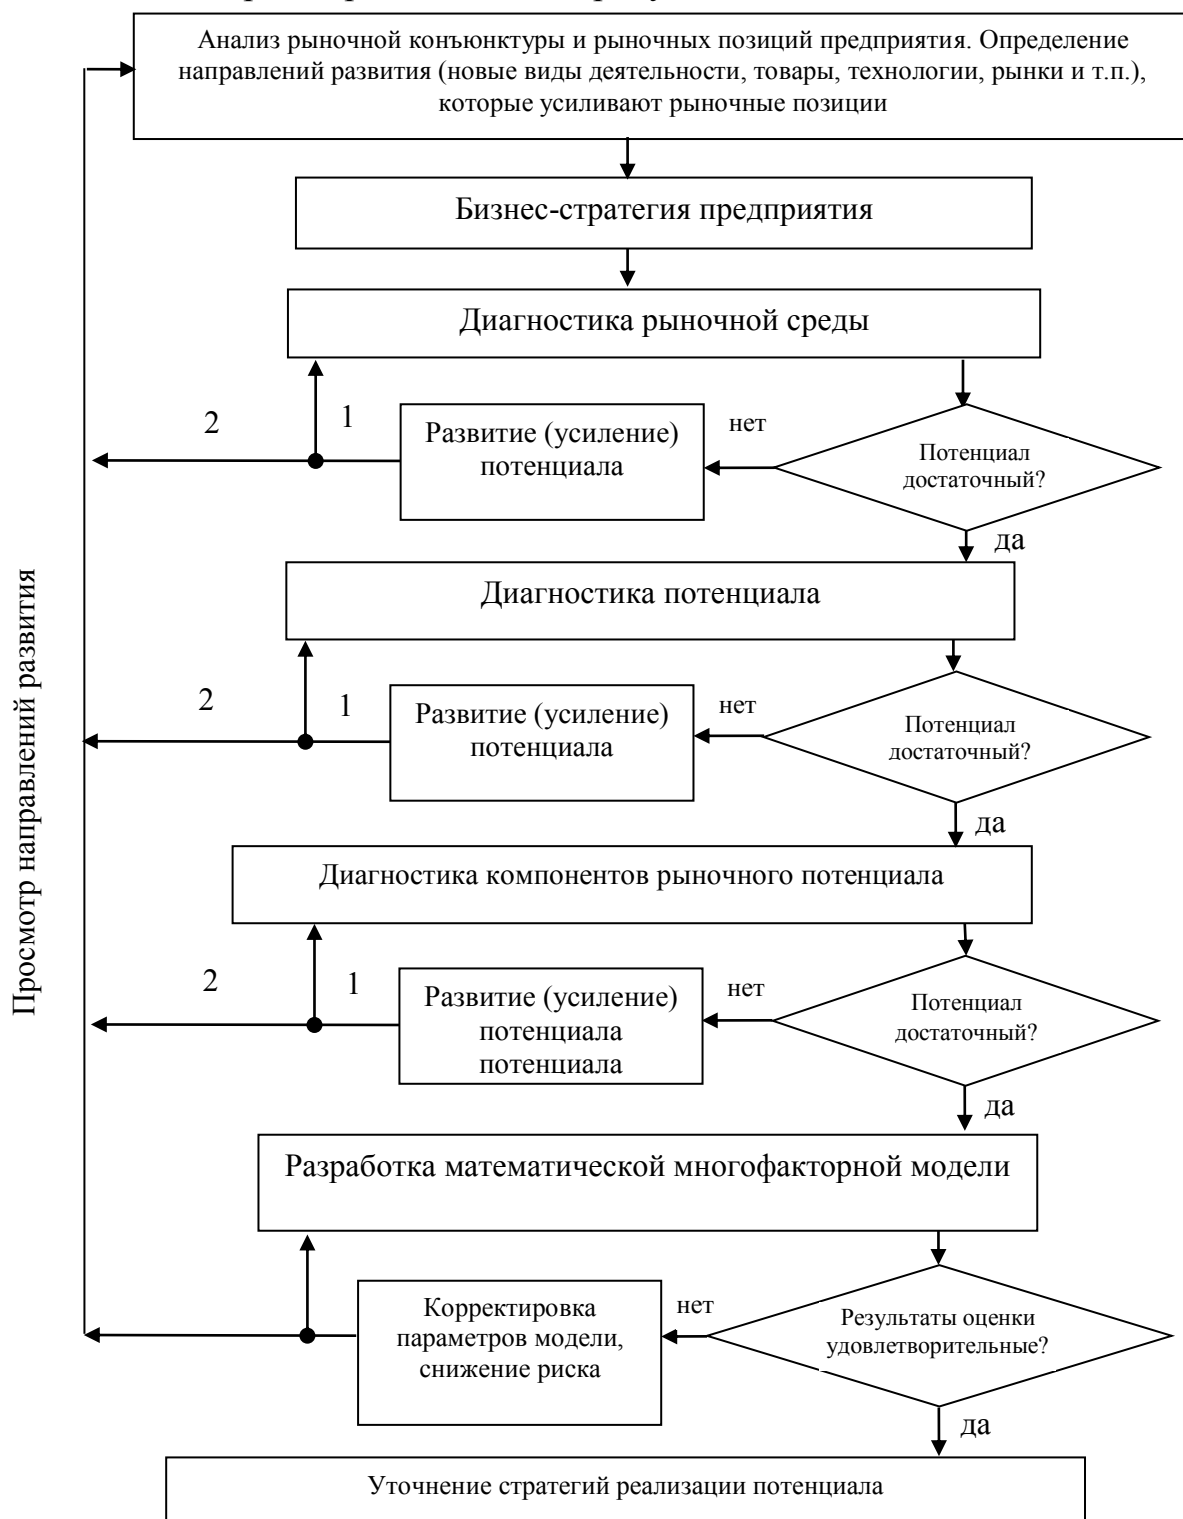 Анализ рыночной конъюнктуры и рыночных позиций предприятия. Определение
направлений развития (новые виды деятельности, товары, технологии, рынки и т.п.),
которые усиливают рыночные позиции
Бизнес-стратегия предприятия
Диагностика рыночной среды
2
1
Развитие (усиление)
потенциала
нет
Потенциал
достаточный?
да
Диагностика потенциала
2
1
Развитие (усиление)
потенциала
нет
Потенциал
достаточный?
да
Просмотр направлений развития
Диагностика компонентов рыночного потенциала
2
1
Развитие (усиление)
потенциала
потенциала
нет
Потенциал
достаточный?
да
Разработка математической многофакторной модели
Корректировка
параметров модели,
снижение риска
нет
Результаты оценки
удовлетворительные?
да
Уточнение стратегий реализации потенциала